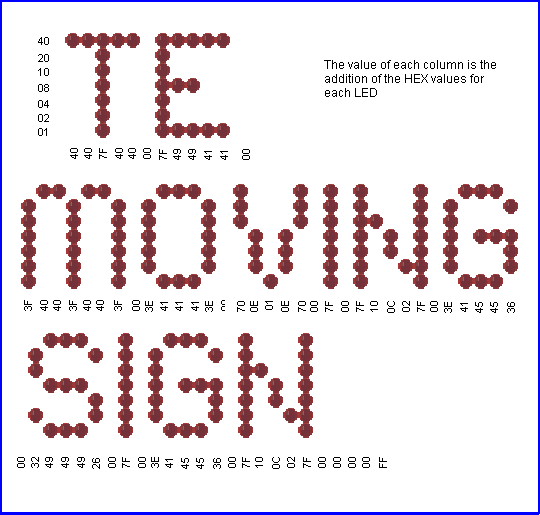 TE
40
20
10
08
04
02
01
The value of each column is the
addition of the HEX values for
each LED
40 40 7F 40 40 00 7F 49 49 41 41 00
MOVING
3F 40 40 3F 40 40 3F 00 3E 41 41 41 3E 00 70 0E 01 0E 70 00 7F 00 7F 10 0C 02 7F 00 3E 41 45 45 36
SIGN
00 32 49 49 49 26 00 7F 00 3E 41 45 45 36 00 7F 10 0C 02 7F 00 00 00 00 FF